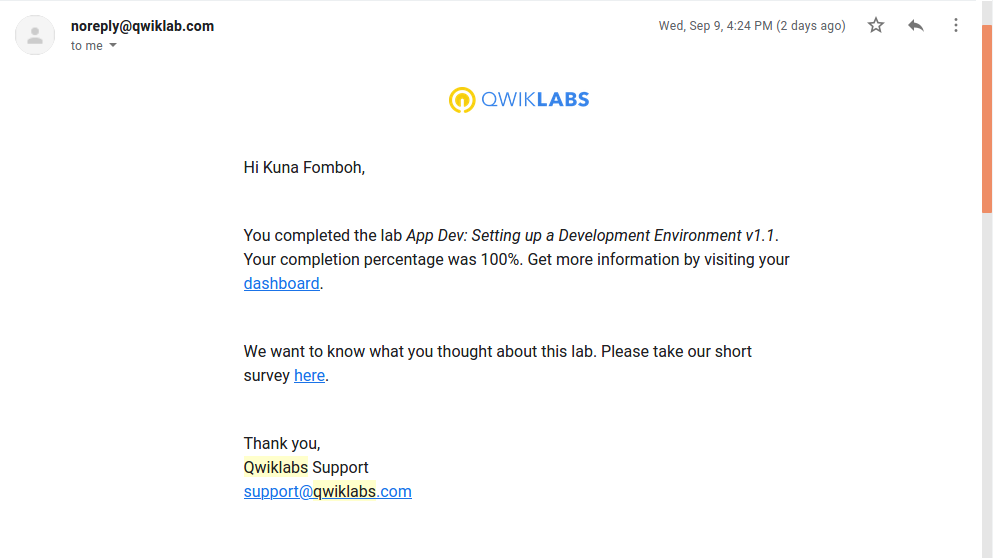 noreply@qwiklab.com
Wed, Sep 9, 4:24 PM (2 days ago)
to me
QWIKLABS
Hi Kuna Fomboh,
You completed the lab App Dev: Setting up a Development Environment v1.1.
Your completion percentage was 100%. Get more information by visiting your
dashboard.
We want to know what you thought about this lab. Please take our short
survey here.
Thank you,
Qwiklabs Support
support@qwiklabs.com